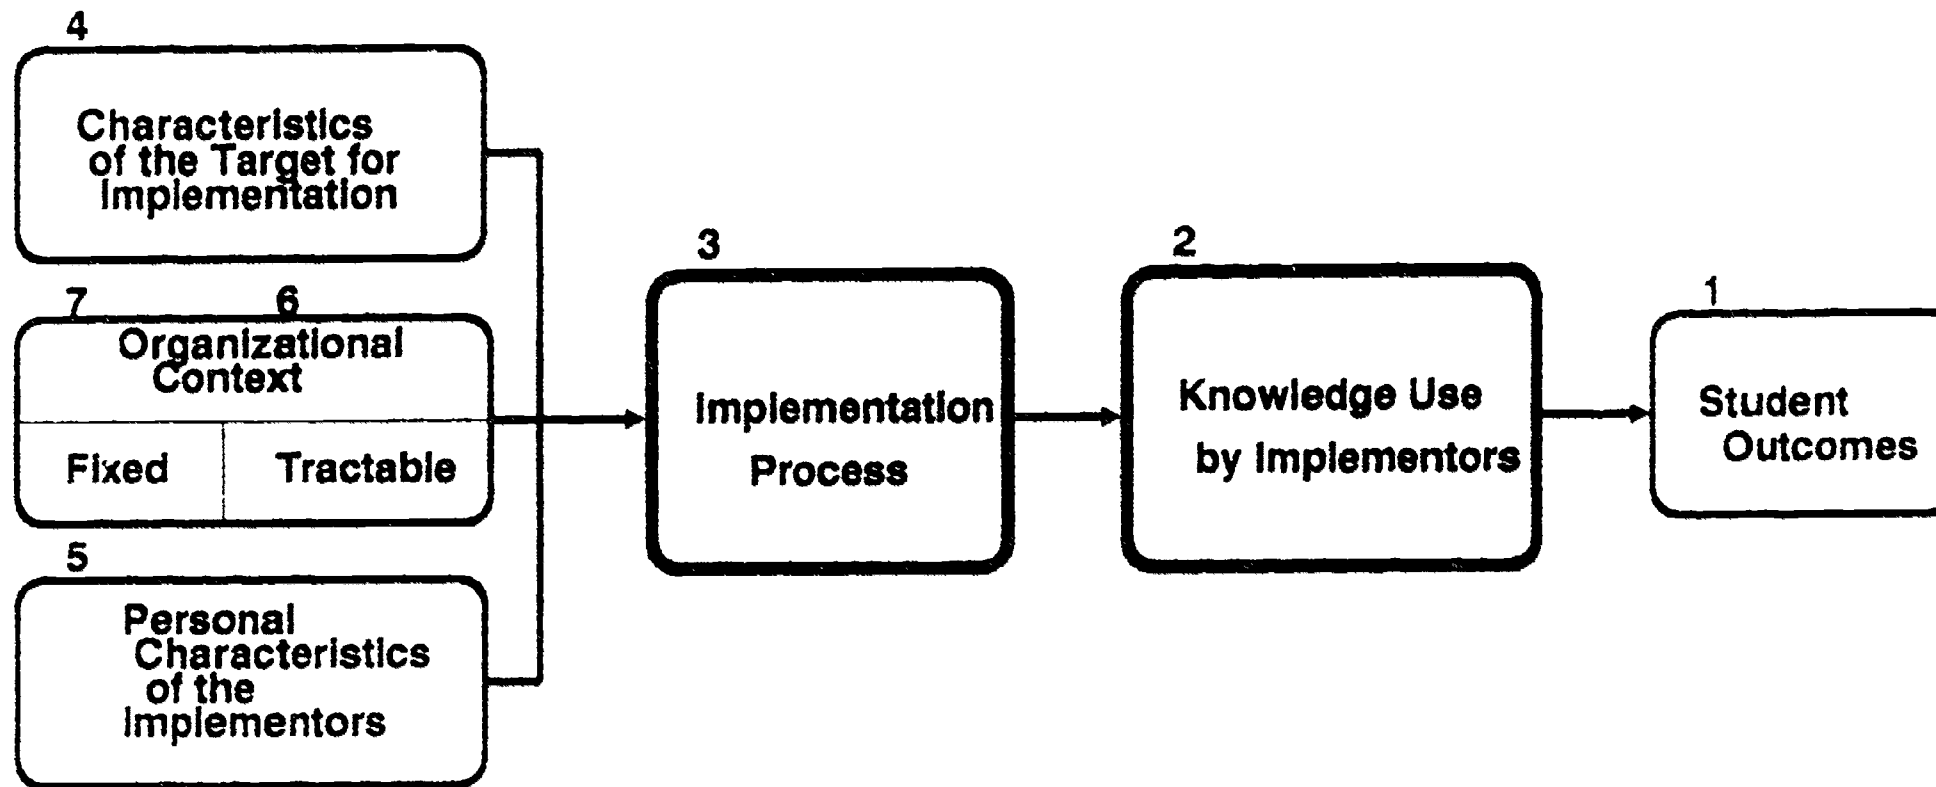 4
Characteristics
of the Target for
Implementation
7 6
Organizational
Context
Fixed Tractable
5
Personal
Characteristics
of the
Implementors
3
Implementation
Process
2
Knowledge Use
by Implementors
1
Student
Outcomes